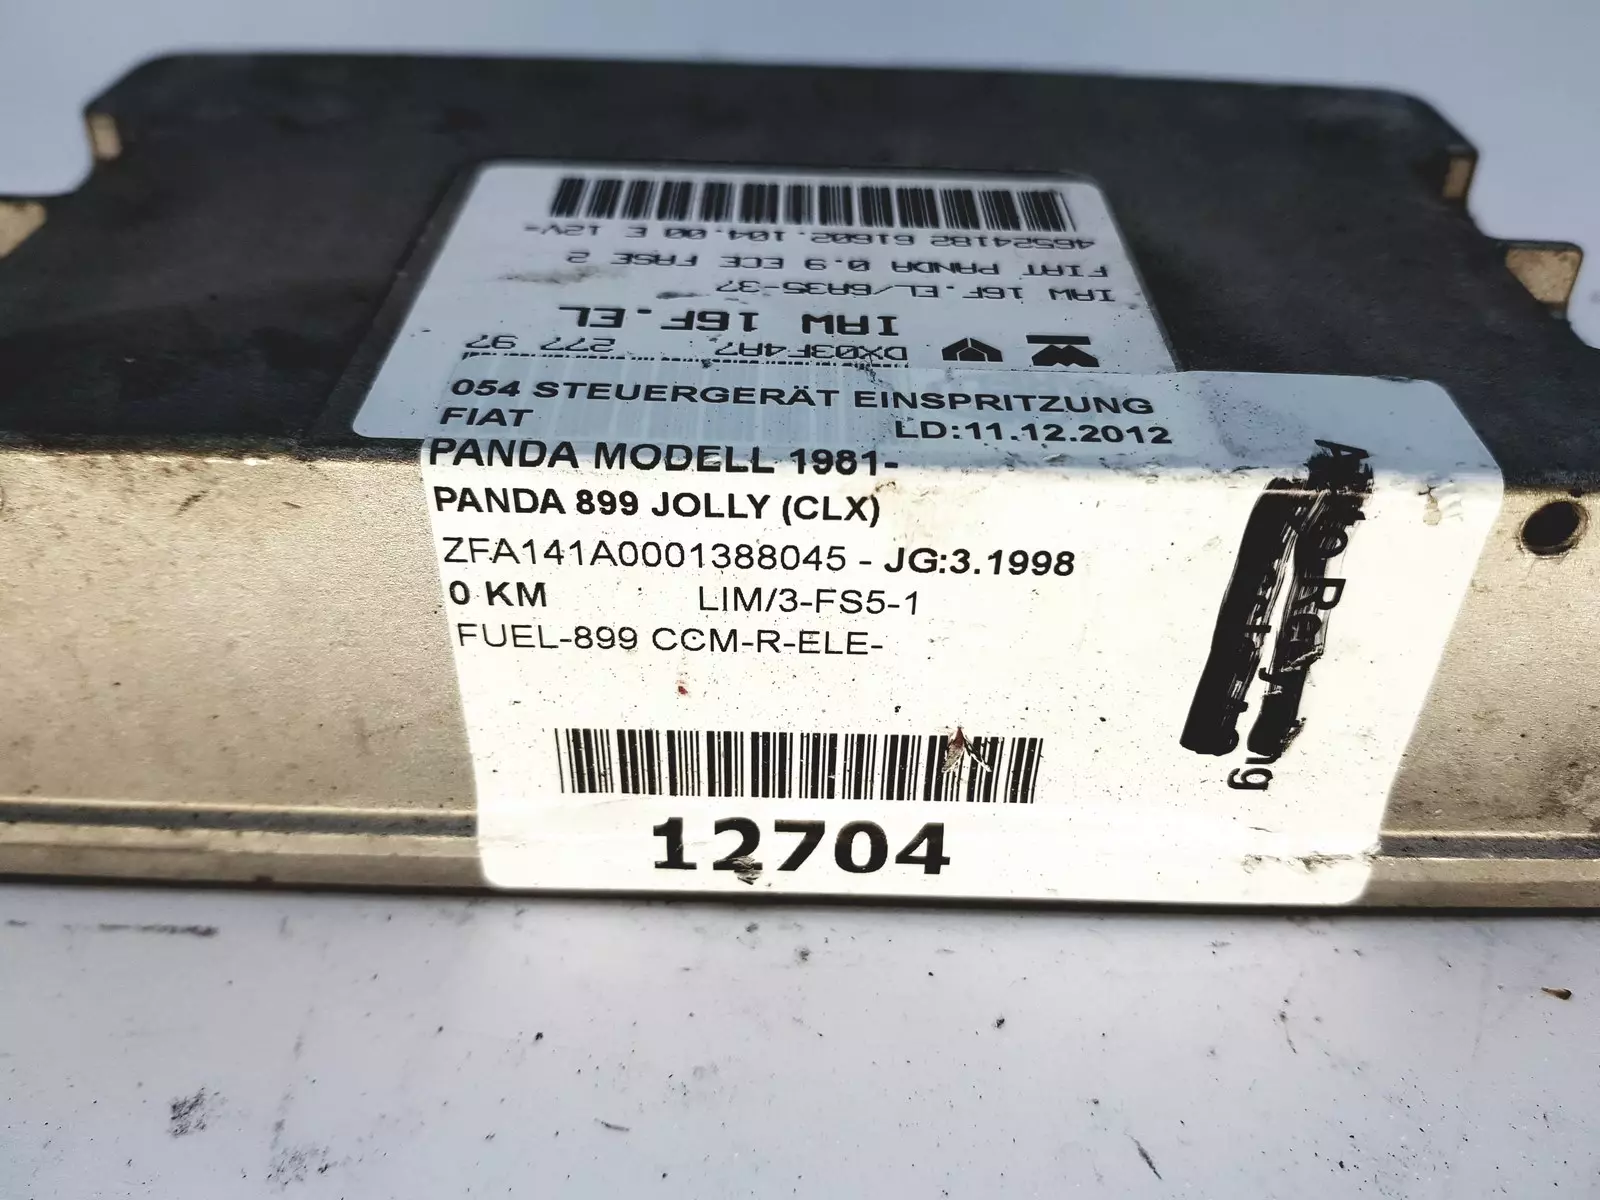 46524182 61602.104.00 E 12V=
FIAT PANDA 0.9 ECE FASE 2
IAW 16F.EL/6A35-37
IAW 16F.EL
DX03F4A7 277 97
054 STEUERGERÄT EINSPRITZUNG
FIAT LD:11.12.2012
PANDA MODELL 1981-
PANDA 899 JOLLY (CLX)
ZFA141A0001388045 - JG:3.1998
0 KM LIM/3-FS5-1
FUEL-899 CCM-R-ELE-
12704